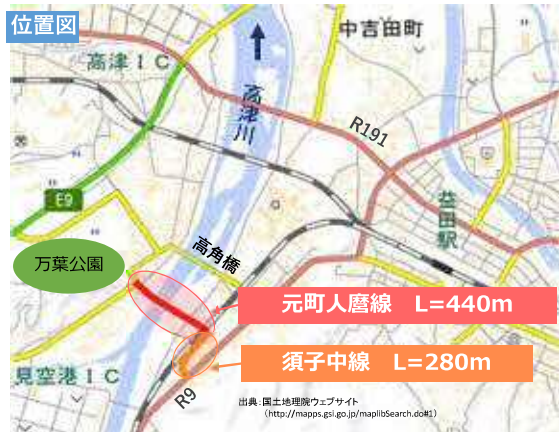 位置図
中吉田町
高津IC
高津川
R191
E9
益田駅
高角橋
万葉公園
元町人麿線　L=440m
須子中線　L=280m
見空港IC
R9
出典：国土地理院ウェブサイト
（http://mapps.gsi.go.jp/maplibSearch.do#1）